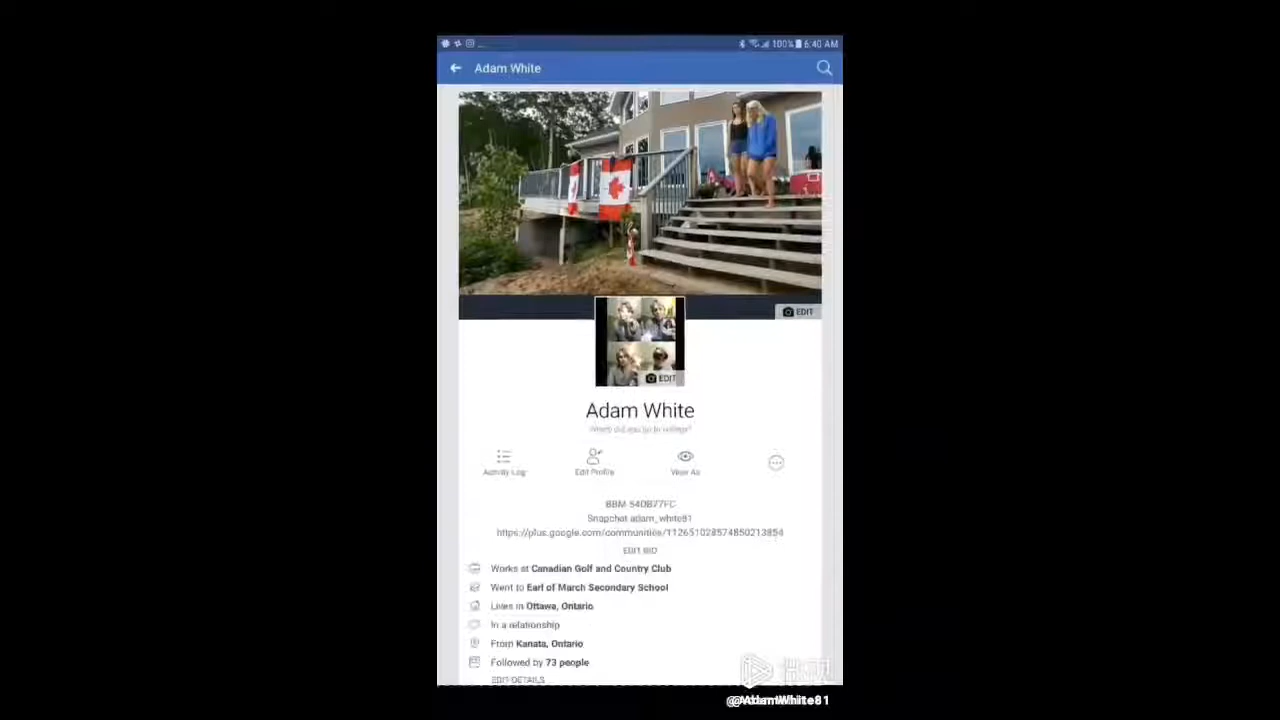 100% 6:40 AM
Adam White
EDIT
EDIT
Adam White
Activity Log Edit Profile View As
BBM 540B77FC
Snapchat adam_white81
https://plus.google.com/communities/112651028574850213854
EDIT BIO
Works at Canadian Golf and Country Club
Went to Earl of March Secondary School
Lives in Ottawa, Ontario
In a relationship
From Kanata, Ontario
Followed by 73 people
EDIT DETAILS
微视
@AdamWhite81